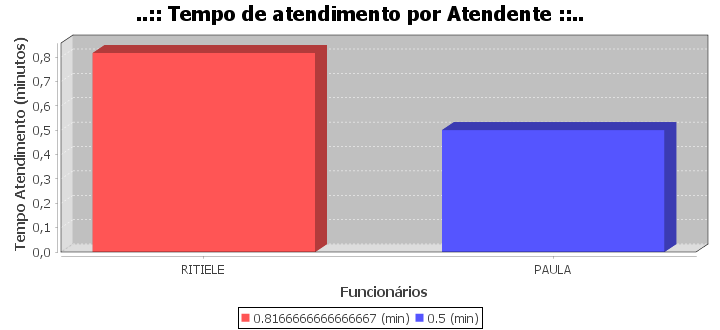 ..:: Tempo de atendimento por Atendente ::..
Tempo Atendimento (minutos)
0,8
0,7
0,6
0,5
0,4
0,3
0,2
0,1
0,0
RITIELE PAULA
Funcionários
0.8166666666666667 (min) 0.5 (min)